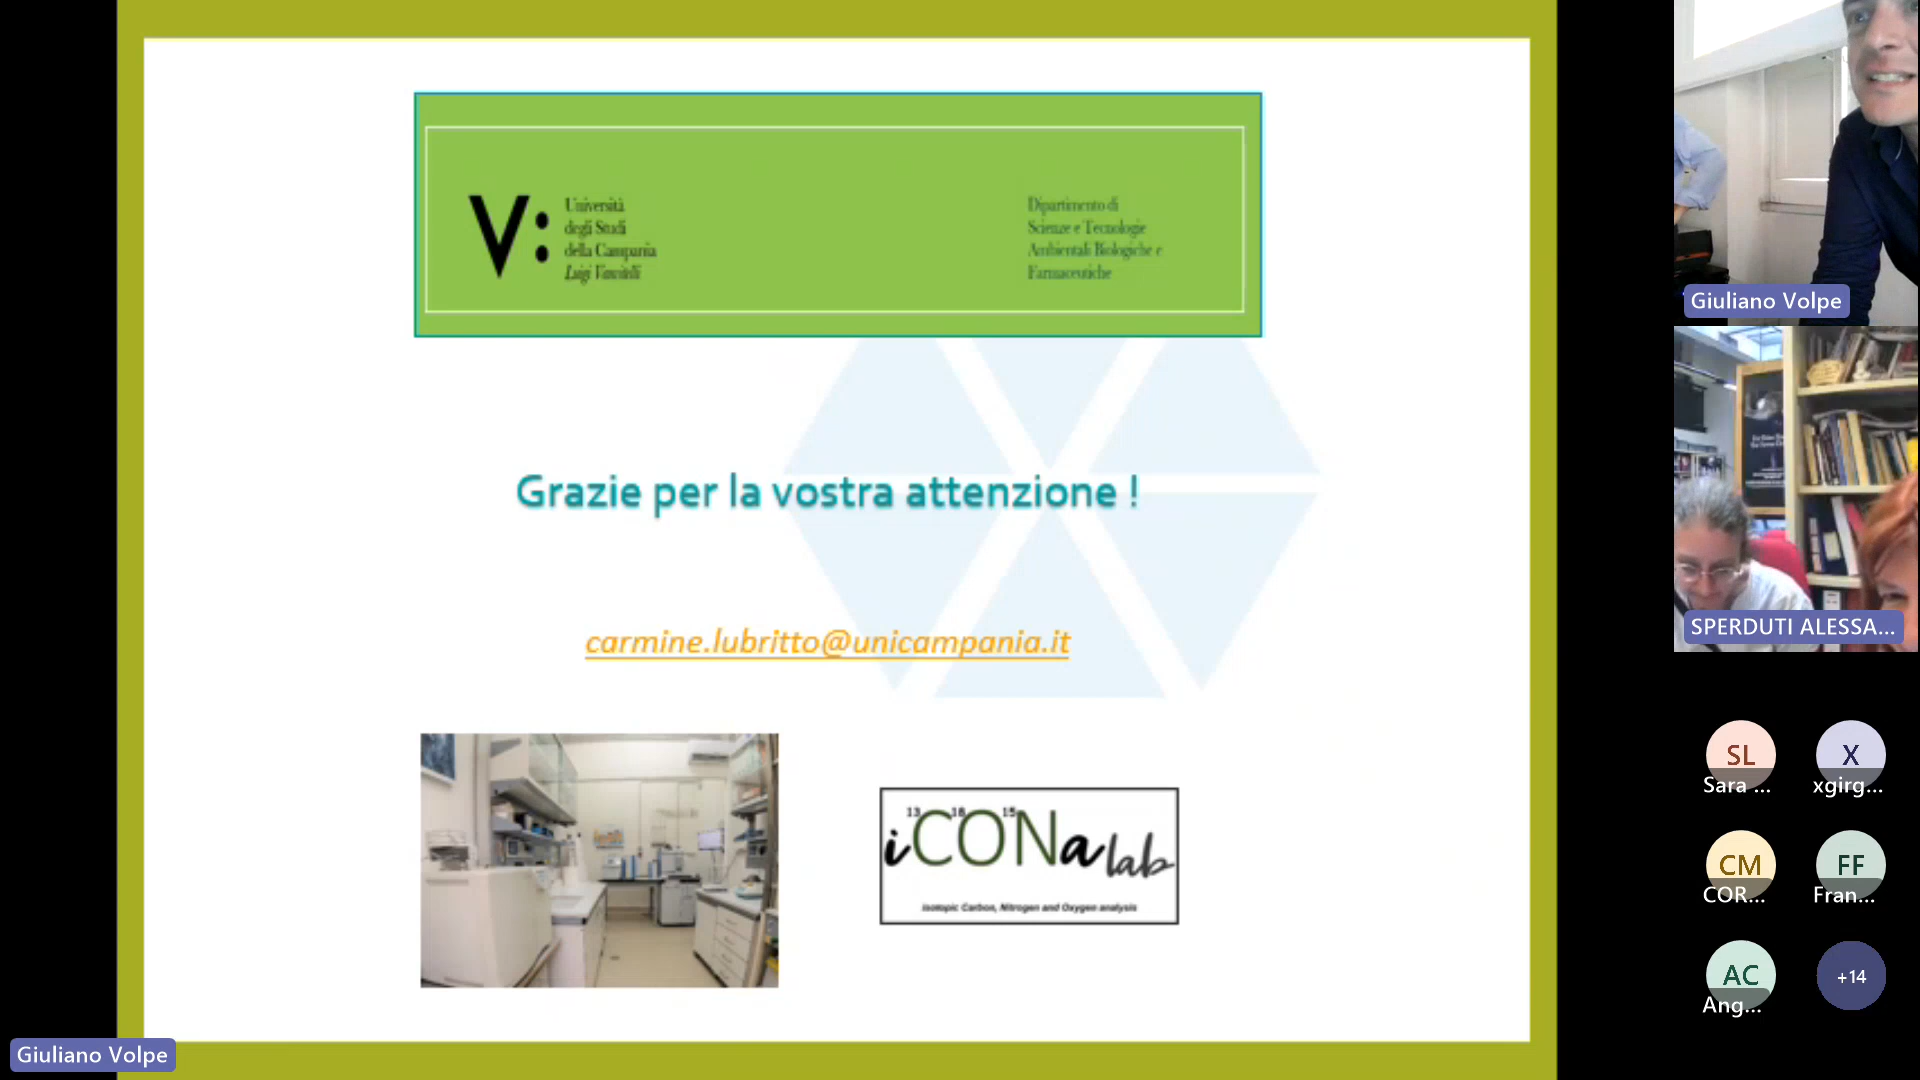 V:
Università
degli Studi
della Campania
Luigi Vanvitelli
Dipartimento di
Scienze e Tecnologie
Ambientali Biologiche e
Farmaceutiche
Grazie per la vostra attenzione !
carmine.lubritto@unicampania.it
13 18 15
iCONa lab
Isotopic Carbon, Nitrogen and Oxygen analysis
Giuliano Volpe
Giuliano Volpe
SPERDUTI ALESSA...
SL
Sara ...
X
xgirg...
CM
COR...
FF
Fran...
AC
Ang...
+14